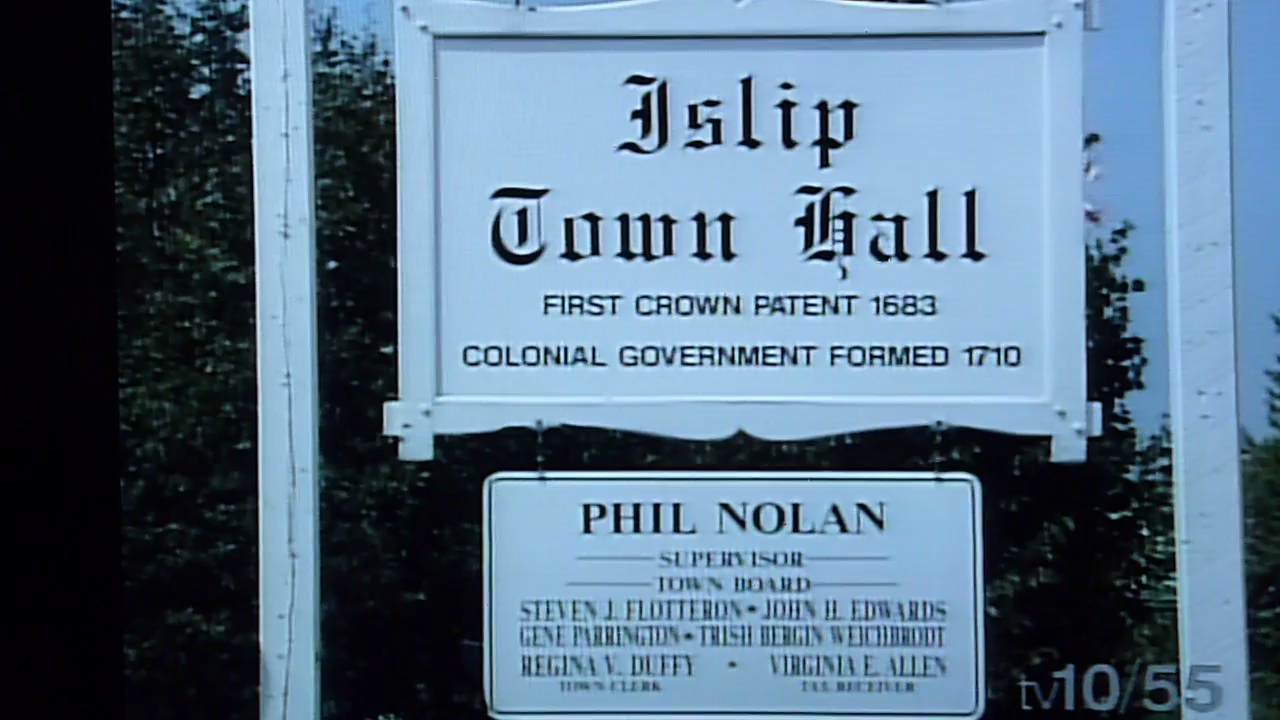 Islip
Town Hall
FIRST CROWN PATENT 1683
COLONIAL GOVERNMENT FORMED 1710
PHIL NOLAN
SUPERVISOR
TOWN BOARD
STEVEN J. FLOTTERON • JOHN H. EDWARDS
GENE PARRINGTON • TRISH BERGIN WEICHBRODT
REGINA V. DUFFY • VIRGINIA E. ALLEN
TOWN CLERK TAX RECEIVER
tv10/55